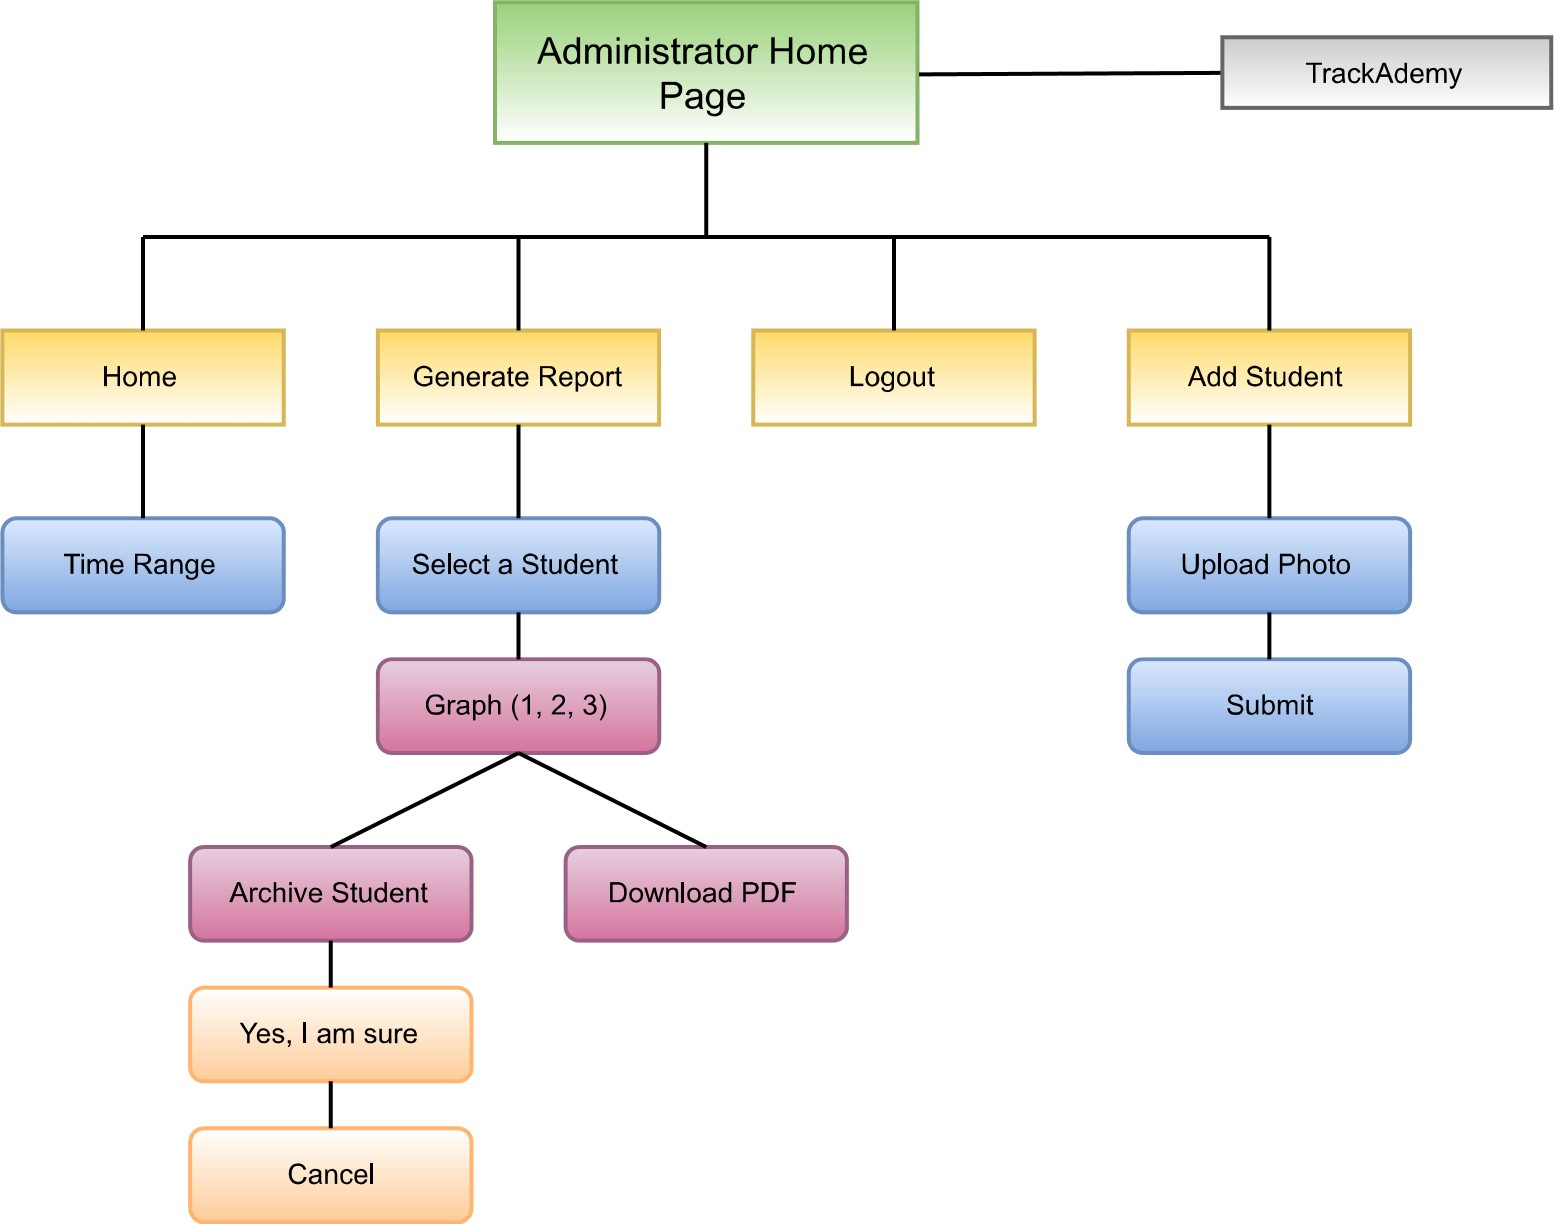 Administrator Home
Page
TrackAdemy
Home
Generate Report
Logout
Add Student
Time Range
Select a Student
Upload Photo
Graph (1, 2, 3)
Submit
Archive Student
Download PDF
Yes, I am sure
Cancel